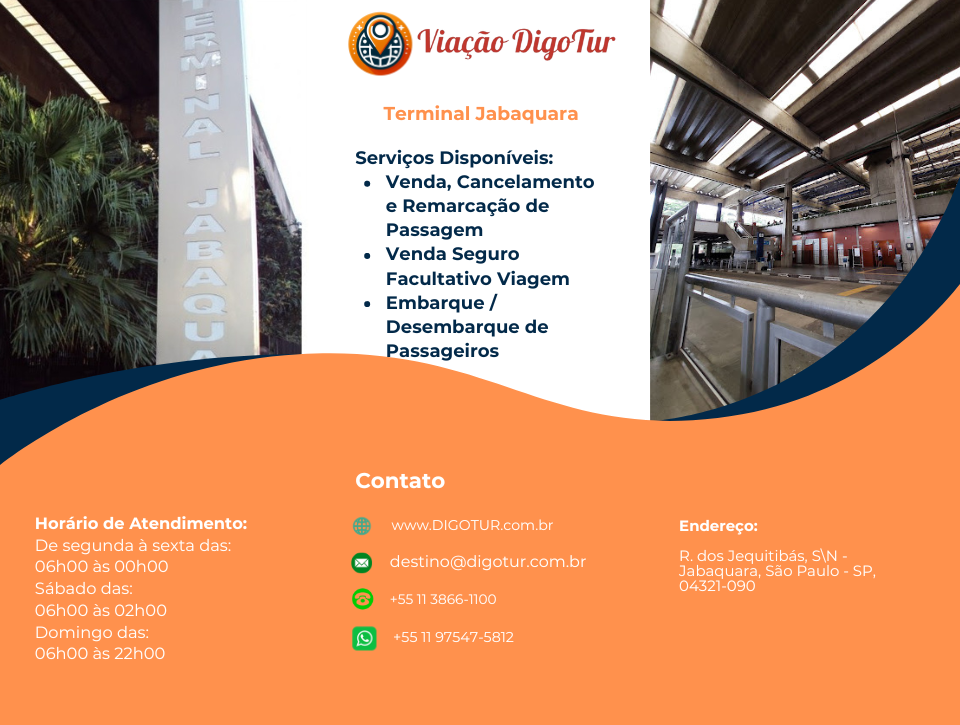 TERMINAL JABAQUA
Viação DigoTur
Terminal Jabaquara
Serviços Disponíveis:
• Venda, Cancelamento
e Remarcação de
Passagem
• Venda Seguro
Facultativo Viagem
• Embarque /
Desembarque de
Passageiros
Horário de Atendimento:
De segunda à sexta das:
06h00 às 00h00
Sábado das:
06h00 às 02h00
Domingo das:
06h00 às 22h00
Contato
www.DIGOTUR.com.br
destino@digotur.com.br
+55 11 3866-1100
+55 11 97547-5812
Endereço:
R. dos Jequitibás, S\N -
Jabaquara, São Paulo - SP,
04321-090